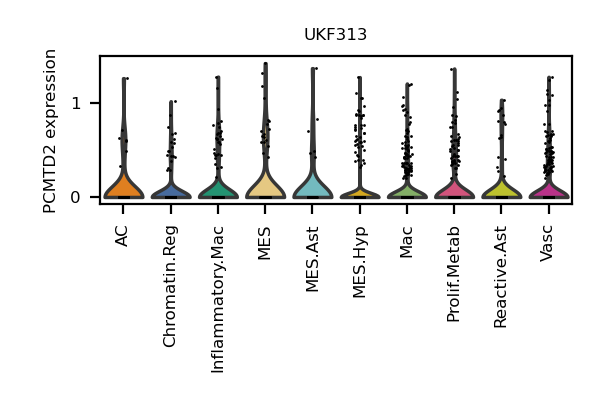 UKF313
PCMTD2 expression
1
0
AC
Chromatin.Reg
Inflammatory.Mac
MES
MES.Ast
MES.Hyp
Mac
Prolif.Metab
Reactive.Ast
Vasc